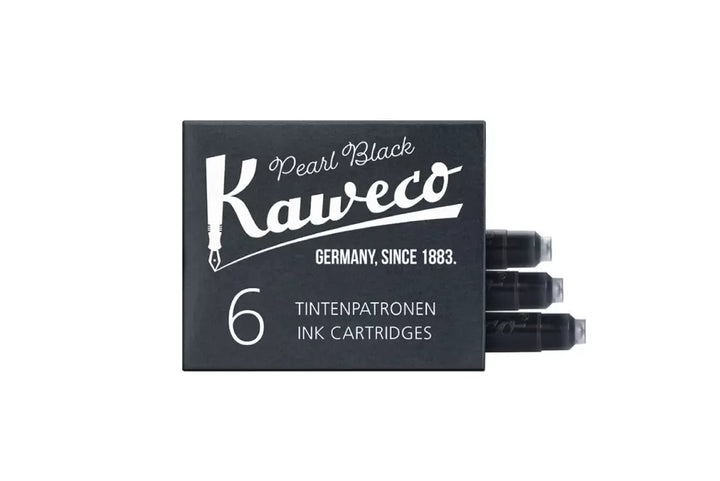 Pearl Black
Kaweco
GERMANY, SINCE 1883.
6
TINTENPATRONEN
INK CARTRIDGES